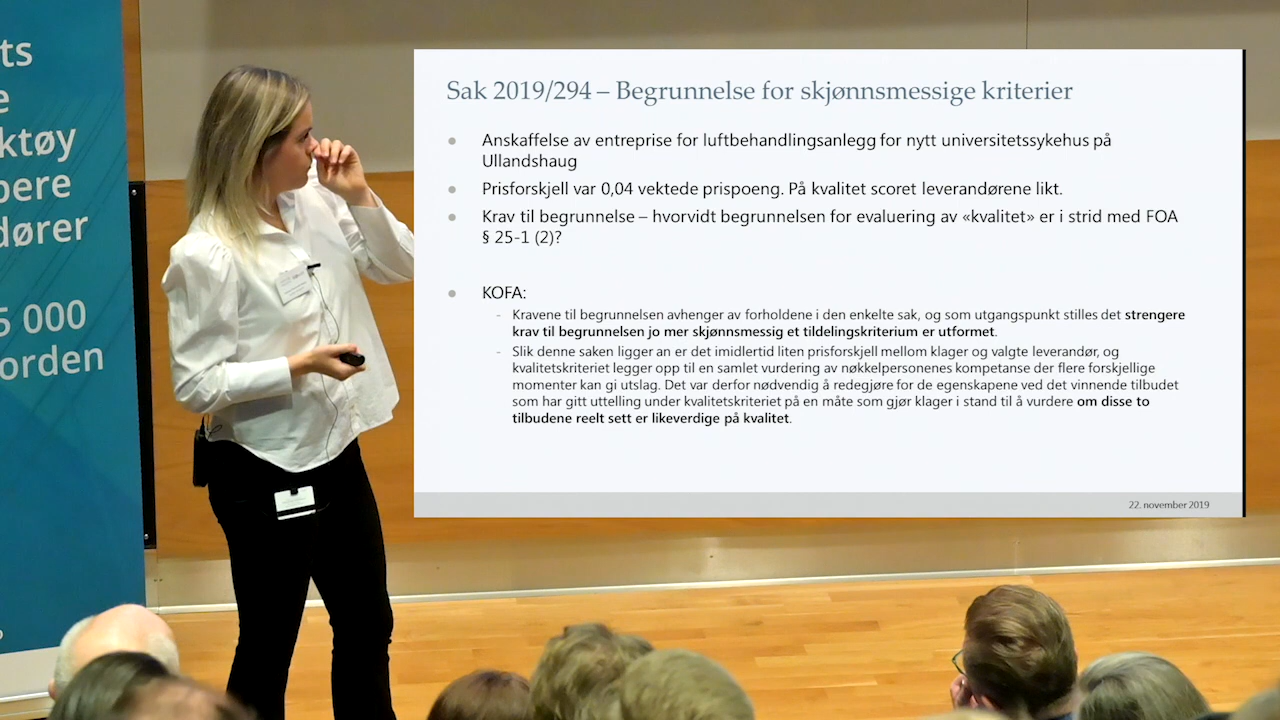 ts
e
ktøy
pere
dører
5 000
orden
Sak 2019/294 – Begrunnelse for skjønnsmessige kriterier
● Anskaffelse av entreprise for luftbehandlingsanlegg for nytt universitetssykehus på
Ullandshaug
● Prisforskjell var 0,04 vektede prispoeng. På kvalitet scoret leverandørene likt.
● Krav til begrunnelse – hvorvidt begrunnelsen for evaluering av «kvalitet» er i strid med FOA
§ 25-1 (2)?
● KOFA:
- Kravene til begrunnelsen avhenger av forholdene i den enkelte sak, og som utgangspunkt stilles det strengere
krav til begrunnelsen jo mer skjønnsmessig et tildelingskriterium er utformet.
- Slik denne saken ligger an er det imidlertid liten prisforskjell mellom klager og valgte leverandør, og
kvalitetskriteriet legger opp til en samlet vurdering av nøkkelpersonenes kompetanse der flere forskjellige
momenter kan gi utslag. Det var derfor nødvendig å redegjøre for de egenskapene ved det vinnende tilbudet
som har gitt uttelling under kvalitetskriteriet på en måte som gjør klager i stand til å vurdere om disse to
tilbudene reelt sett er likeverdige på kvalitet.
22. november 2019